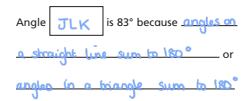 Angle JLK is 83° because angles on
a straight line sum to 180° or
angles in a triangle sum to 180°